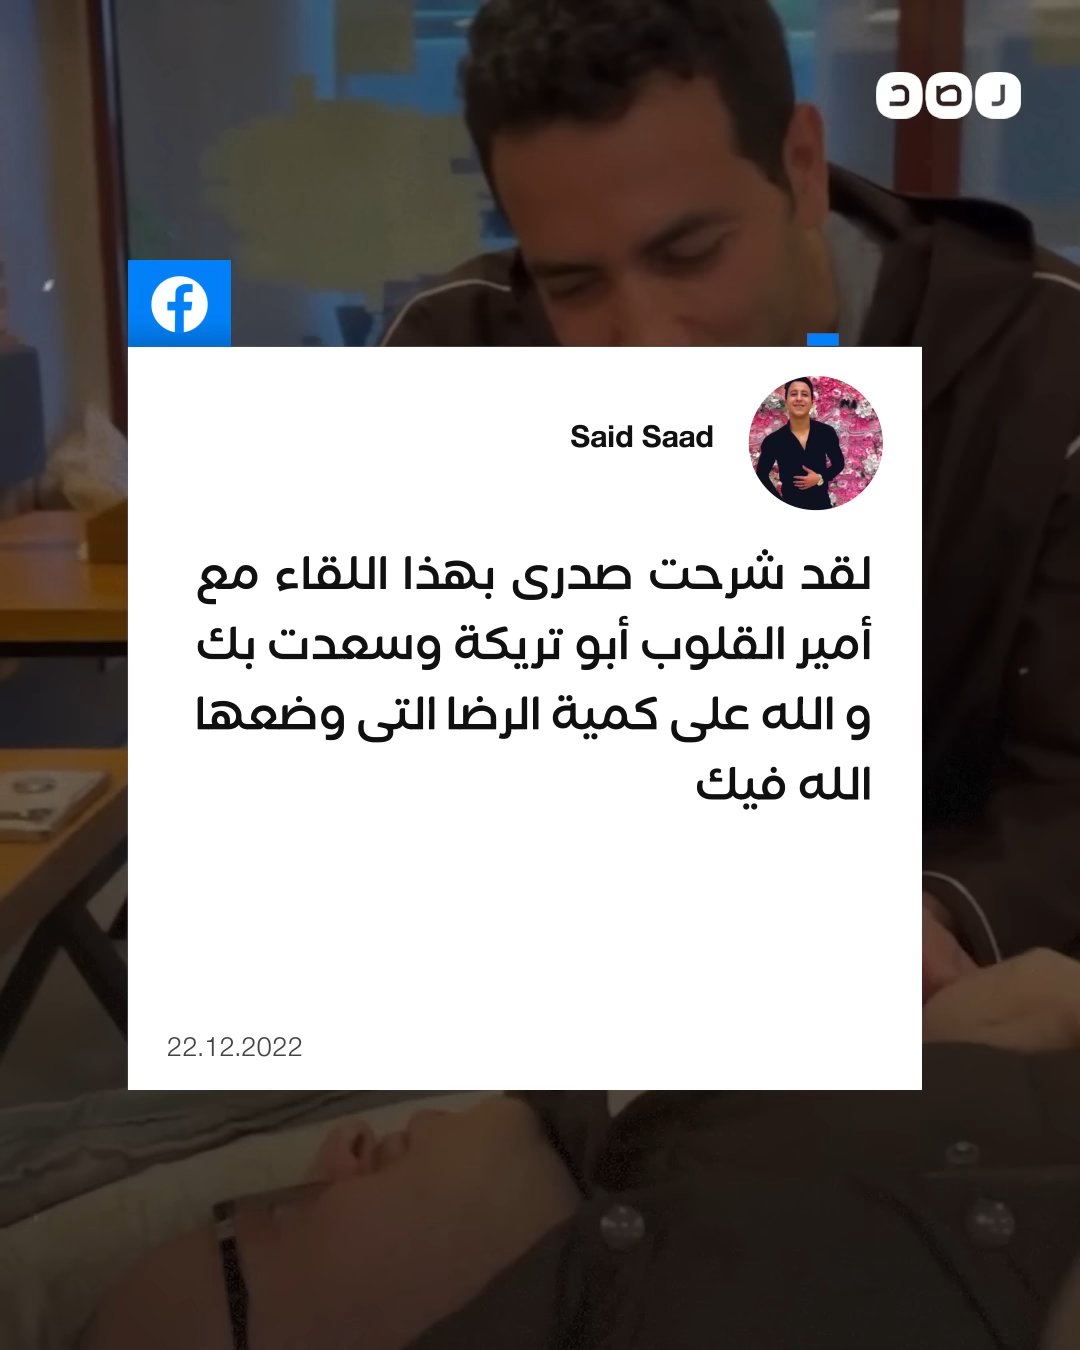 رصد
Said Saad
لقد شرحت صدرى بهذا اللقاء مع
أمير القلوب أبو تريكة وسعدت بك
و الله على كمية الرضا التى وضعها
الله فيك
22.12.2022